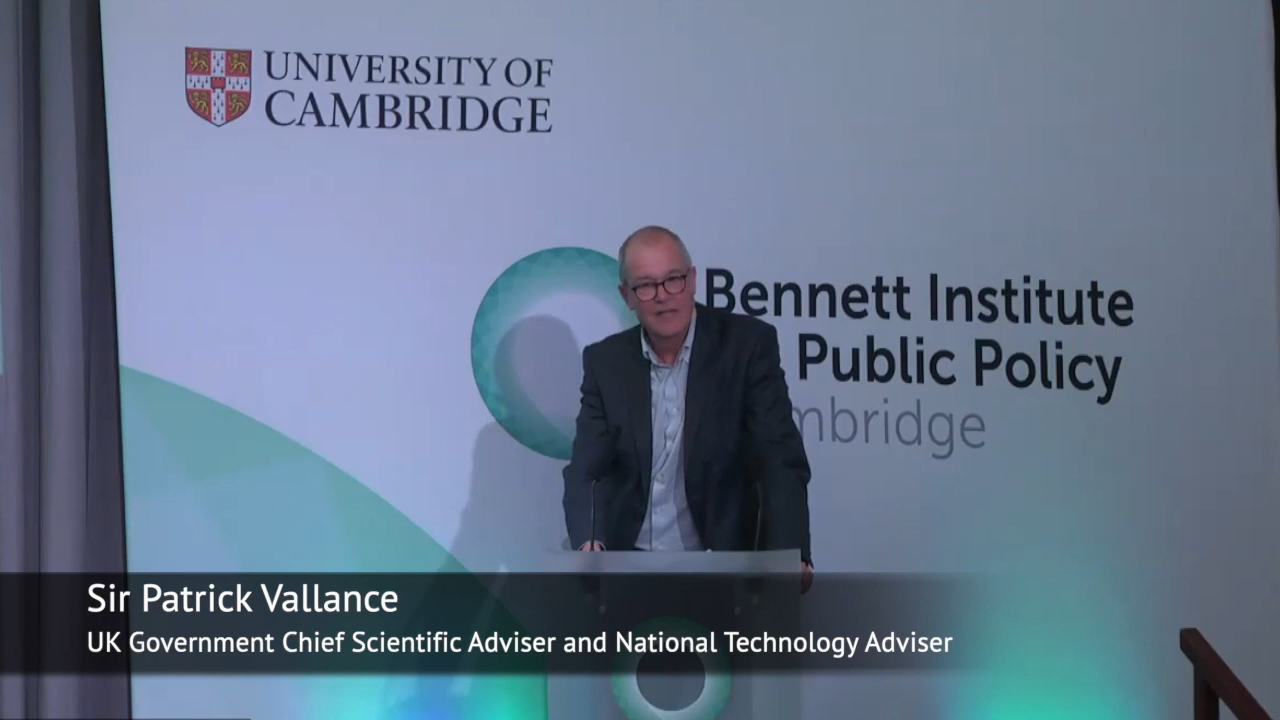 UNIVERSITY OF
CAMBRIDGE
Bennett Institute
Public Policy
mbridge
Sir Patrick Vallance
UK Government Chief Scientific Adviser and National Technology Adviser